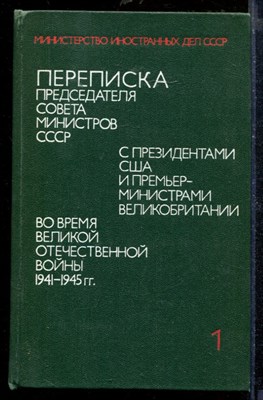 МИНИСТЕРСТВО ИНОСТРАННЫХ ДЕЛ СССР
ПЕРЕПИСКА
ПРЕДСЕДАТЕЛЯ
СОВЕТА
МИНИСТРОВ
СССР
С ПРЕЗИДЕНТАМИ
США
И ПРЕМЬЕР-
МИНИСТРАМИ
ВЕЛИКОБРИТАНИИ
ВО ВРЕМЯ
ВЕЛИКОЙ
ОТЕЧЕСТВЕННОЙ
ВОЙНЫ
1941-1945 гг.
1